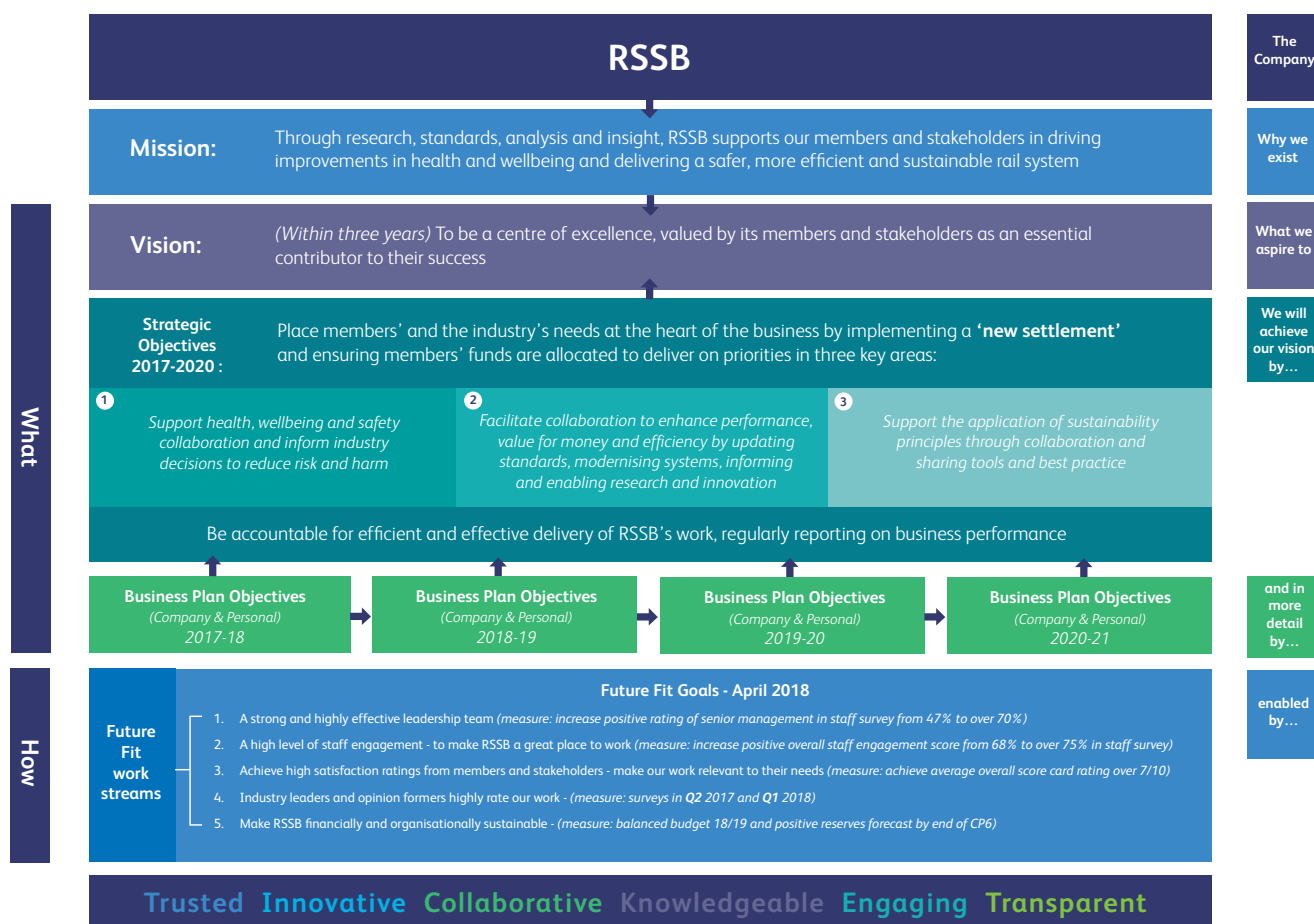 RSSB
The
Company
Mission:
Through research, standards, analysis and insight, RSSB supports our members and stakeholders in driving
improvements in health and wellbeing and delivering a safer, more efficient and sustainable rail system
Why we
exist
Vision:
(Within three years) To be a centre of excellence, valued by its members and stakeholders as an essential
contributor to their success
What we
aspire to
What
Strategic
Objectives
2017-2020 :
Place members’ and the industry’s needs at the heart of the business by implementing a ‘new settlement’
and ensuring members’ funds are allocated to deliver on priorities in three key areas:
We will
achieve
our vision
by…
1
Support health, wellbeing and safety
collaboration and inform industry
decisions to reduce risk and harm
2
Facilitate collaboration to enhance performance,
value for money and efficiency by updating
standards, modernising systems, informing
and enabling research and innovation
3
Support the application of sustainability
principles through collaboration and
sharing tools and best practice
Be accountable for efficient and effective delivery of RSSB’s work, regularly reporting on business performance
Business Plan Objectives
(Company & Personal)
2017-18
Business Plan Objectives
(Company & Personal)
2018-19
Business Plan Objectives
(Company & Personal)
2019-20
Business Plan Objectives
(Company & Personal)
2020-21
and in
more
detail
by…
How
Future
Fit
work
streams
Future Fit Goals - April 2018
1. A strong and highly effective leadership team (measure: increase positive rating of senior management in staff survey from 47% to over 70%)
2. A high level of staff engagement - to make RSSB a great place to work (measure: increase positive overall staff engagement score from 68% to over 75% in staff survey)
3. Achieve high satisfaction ratings from members and stakeholders - make our work relevant to their needs (measure: achieve average overall score card rating over 7/10)
4. Industry leaders and opinion formers highly rate our work - (measure: surveys in Q2 2017 and Q1 2018)
5. Make RSSB financially and organisationally sustainable - (measure: balanced budget 18/19 and positive reserves forecast by end of CP6)
enabled
by…
Trusted Innovative Collaborative Knowledgeable Engaging Transparent